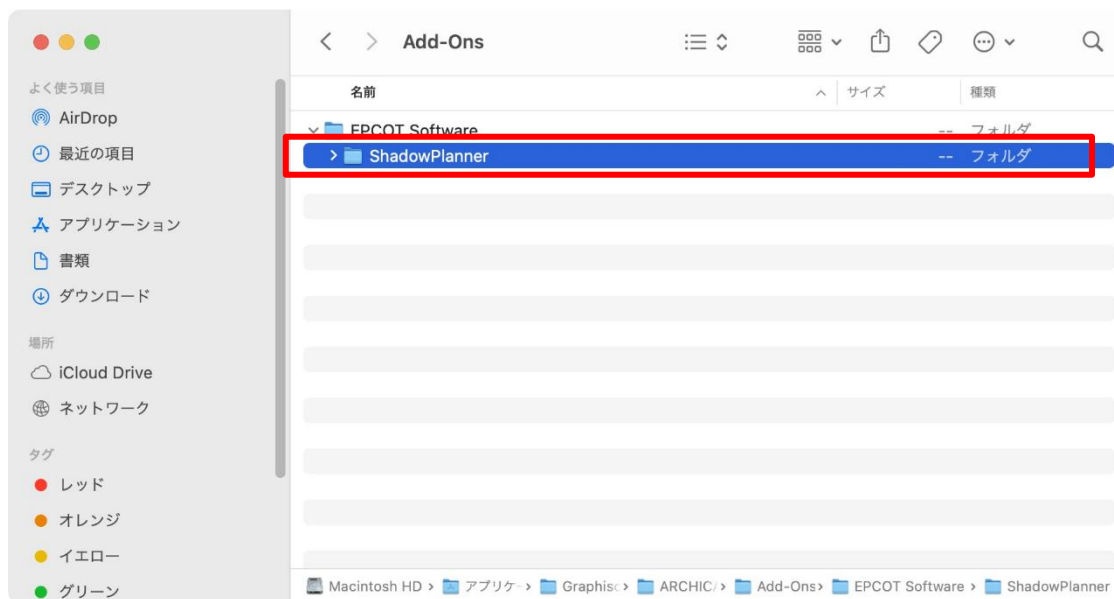 Add-Ons
よく使う項目
AirDrop
最近の項目
デスクトップ
アプリケーション
書類
ダウンロード
場所
iCloud Drive
ネットワーク
タグ
レッド
オレンジ
イエロー
グリーン
名前 サイズ 種類
EPCOT Software -- フォルダ
ShadowPlanner -- フォルダ
Macintosh HD › アプリケ › Graphisc › ARCHIC › Add-Ons › EPCOT Software › ShadowPlanner